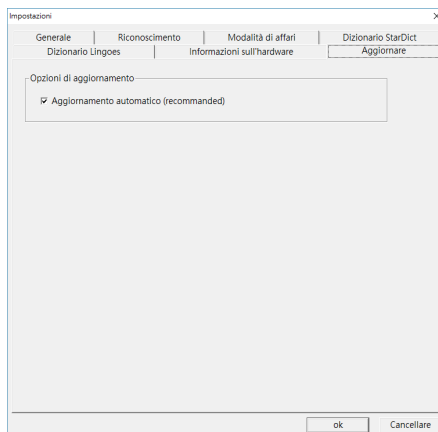 Impostazioni
Generale Riconoscimento Modalità di affari Dizionario StarDict
Dizionario Lingoes Informazioni sull'hardware Aggiornare
Opzioni di aggiornamento
Aggiornamento automatico (recommanded)
ok Cancellare